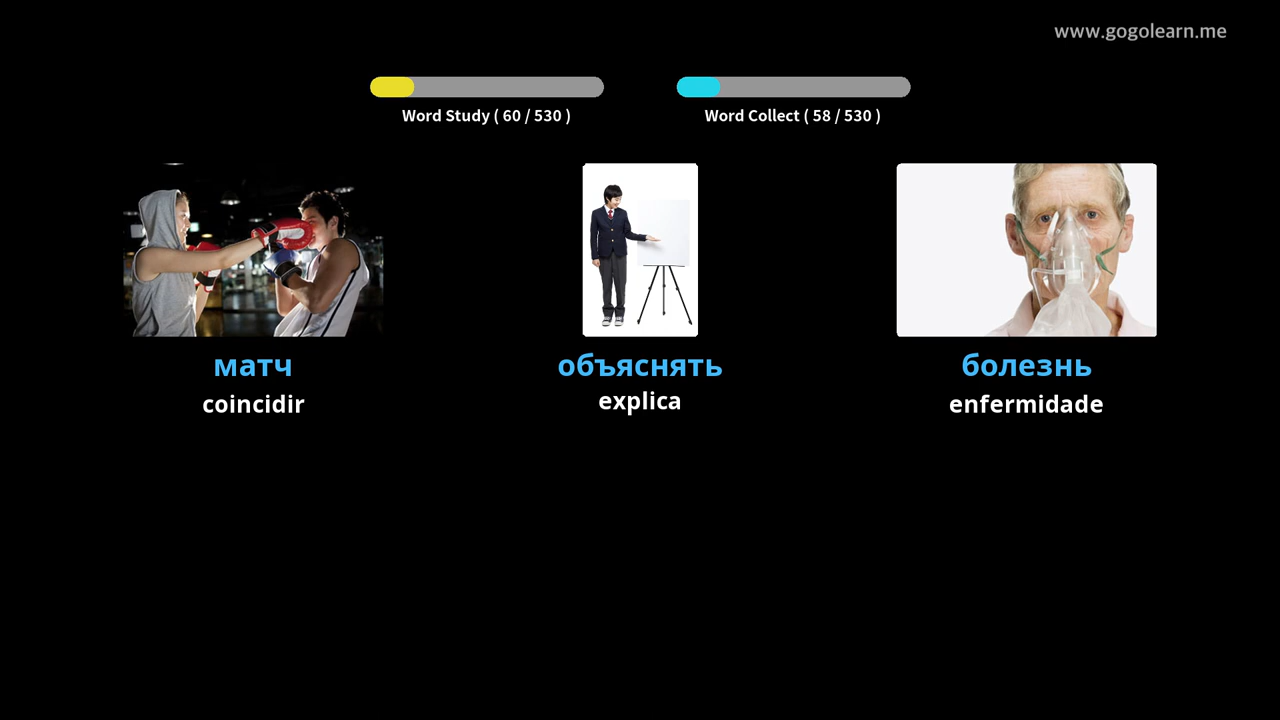 www.gogolearn.me
Word Study ( 60 / 530 )
Word Collect ( 58 / 530 )
матч
объяснять
болезнь
coincidir
explica
enfermidade